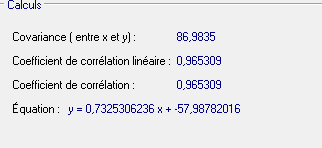 Calculs
Covariance ( entre x et y) : 86,9835
Coefficient de corrélation linéaire : 0,965309
Coefficient de corrélation : 0,965309
Équation : y = 0,7325306236 x + -57,98782016